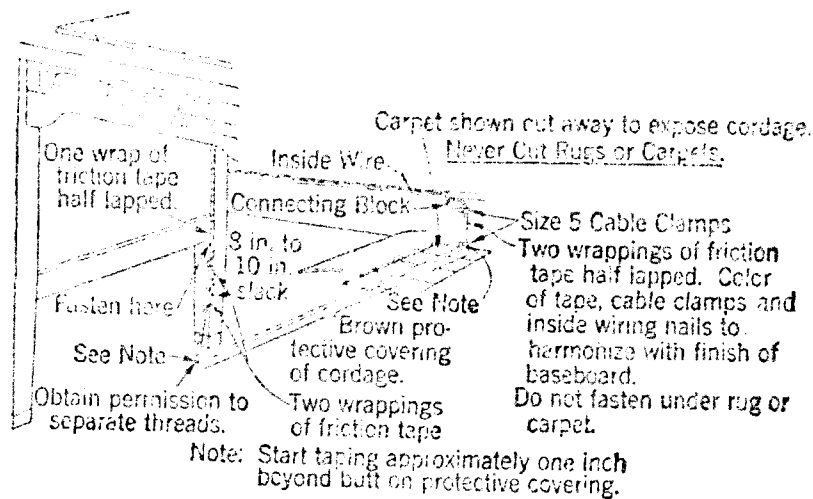 Carpet shown cut away to expose cordage.
Never Cut Rugs or Carpets.
One wrap of
friction tape
half lapped.
Inside Wire
Connecting Block
Size 5 Cable Clamps
8 in. to
10 in.
slack
Two wrappings of friction
tape half lapped. Color
of tape, cable clamps and
inside wiring nails to
harmonize with finish of
baseboard.
Do not fasten under rug or
carpet.
Fasten here
See Note
Brown pro-
tective covering
of cordage.
See Note
Obtain permission to
separate threads.
Two wrappings
of friction tape
Note: Start taping approximately one inch
beyond butt on protective covering.